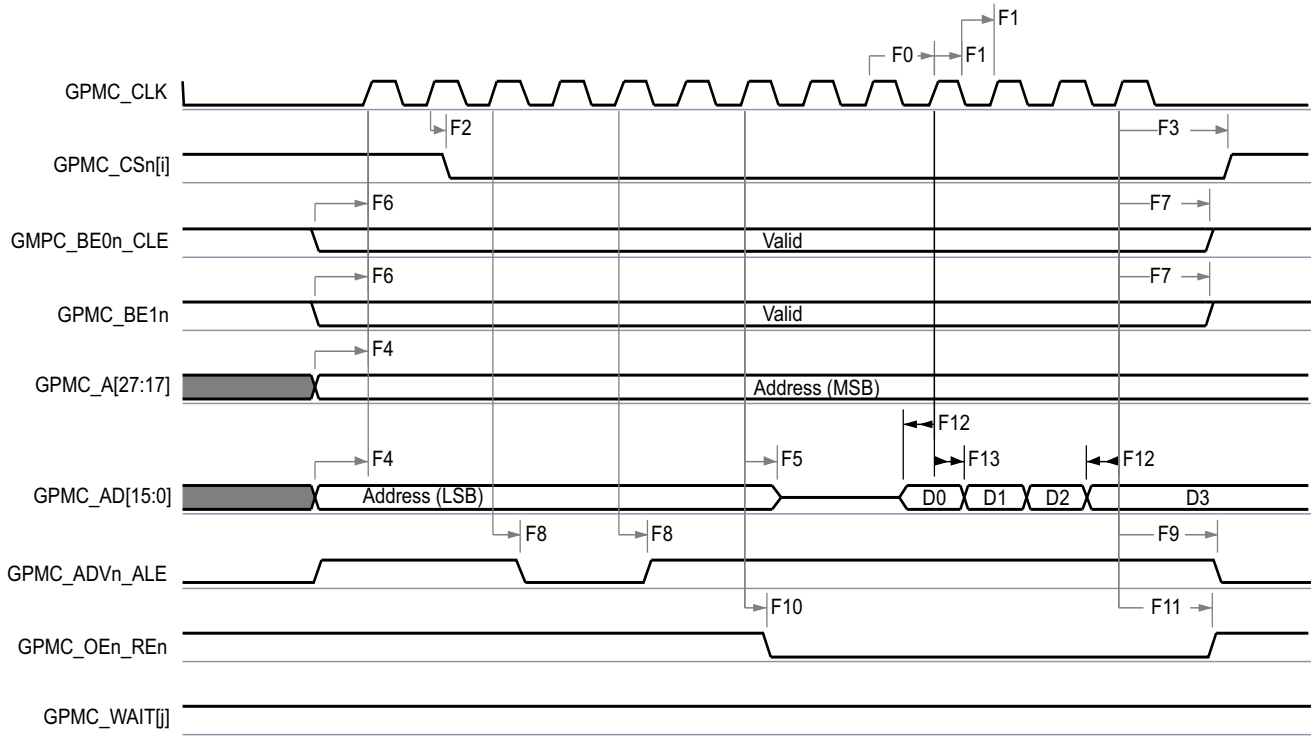 F1
F0 F1
GPMC_CLK
F2 F3
GPMC_CSn[i]
F6 F7
GMPC_BE0n_CLE Valid
F6 F7
GPMC_BE1n Valid
F4
GPMC_A[27:17] Address (MSB)
F12
F4 F5 F13 F12
GPMC_AD[15:0] Address (LSB) D0 D1 D2 D3
F8 F8 F9
GPMC_ADVn_ALE
F10 F11
GPMC_OEn_REn
GPMC_WAIT[j]